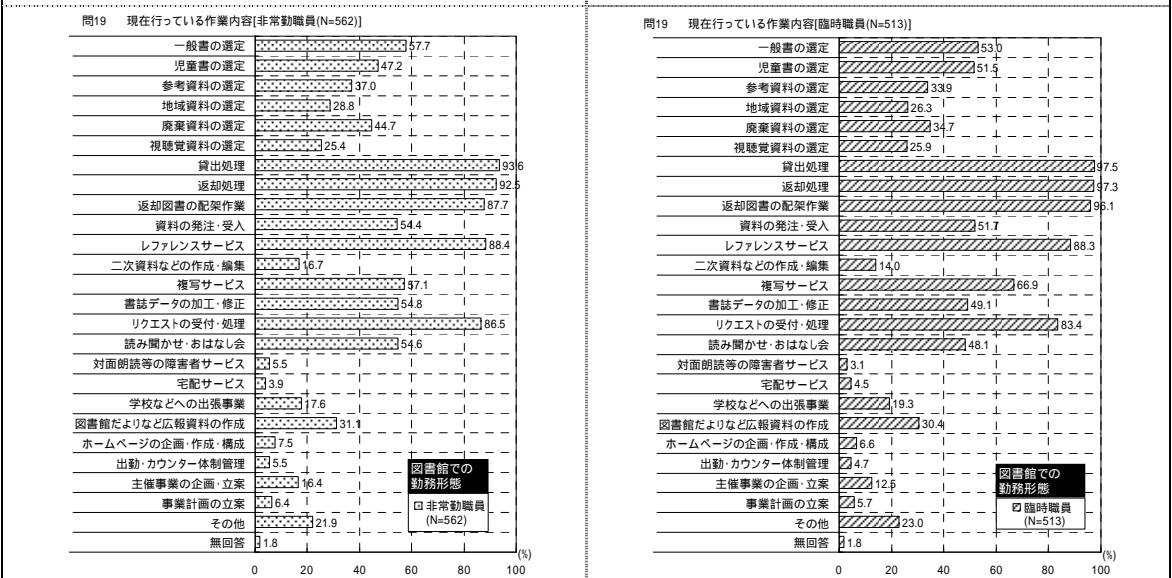 問19 現在行っている作業内容[非常勤職員(N=562)]
一般書の選定 57.7
児童書の選定 47.2
参考資料の選定 37.0
地域資料の選定 28.8
廃棄資料の選定 44.7
視聴覚資料の選定 25.4
貸出処理 93.6
返却処理 92.5
返却図書の配架作業 87.7
資料の発注・受入 54.4
レファレンスサービス 88.4
二次資料などの作成・編集 16.7
複写サービス 57.1
書誌データの加工・修正 54.8
リクエストの受付・処理 86.5
読み聞かせ・おはなし会 54.6
対面朗読等の障害者サービス 5.5
宅配サービス 3.9
学校などへの出張事業 17.6
図書館だよりなど広報資料の作成 31.1
ホームページの企画・作成・構成 7.5
出勤・カウンター体制管理 5.5
主催事業の企画・立案 16.4
事業計画の立案 6.4
その他 21.9
無回答 1.8
図書館での
勤務形態
非常勤職員
(N=562)
(%)
0 20 40 60 80 100
問19 現在行っている作業内容[臨時職員(N=513)]
一般書の選定 53.0
児童書の選定 51.5
参考資料の選定 33.9
地域資料の選定 26.3
廃棄資料の選定 34.7
視聴覚資料の選定 25.9
貸出処理 97.5
返却処理 97.3
返却図書の配架作業 96.1
資料の発注・受入 51.7
レファレンスサービス 88.3
二次資料などの作成・編集 14.0
複写サービス 66.9
書誌データの加工・修正 49.1
リクエストの受付・処理 83.4
読み聞かせ・おはなし会 48.1
対面朗読等の障害者サービス 3.1
宅配サービス 4.5
学校などへの出張事業 19.3
図書館だよりなど広報資料の作成 30.4
ホームページの企画・作成・構成 6.6
出勤・カウンター体制管理 4.7
主催事業の企画・立案 12.5
事業計画の立案 5.7
その他 23.0
無回答 1.8
図書館での
勤務形態
臨時職員
(N=513)
(%)
0 20 40 60 80 100